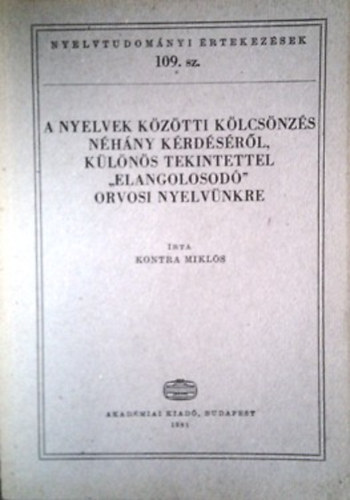 NYELVTUDOMÁNYI ÉRTEKEZÉSEK
109. sz.
A NYELVEK KÖZÖTTI KÖLCSÖNZÉS
NÉHÁNY KÉRDÉSÉRŐL,
KÜLÖNÖS TEKINTETTEL
„ELANGOLOSODÓ”
ORVOSI NYELVÜNKRE
ÍRTA
KONTRA MIKLÓS
AKADÉMIAI KIADÓ, BUDAPEST
1981